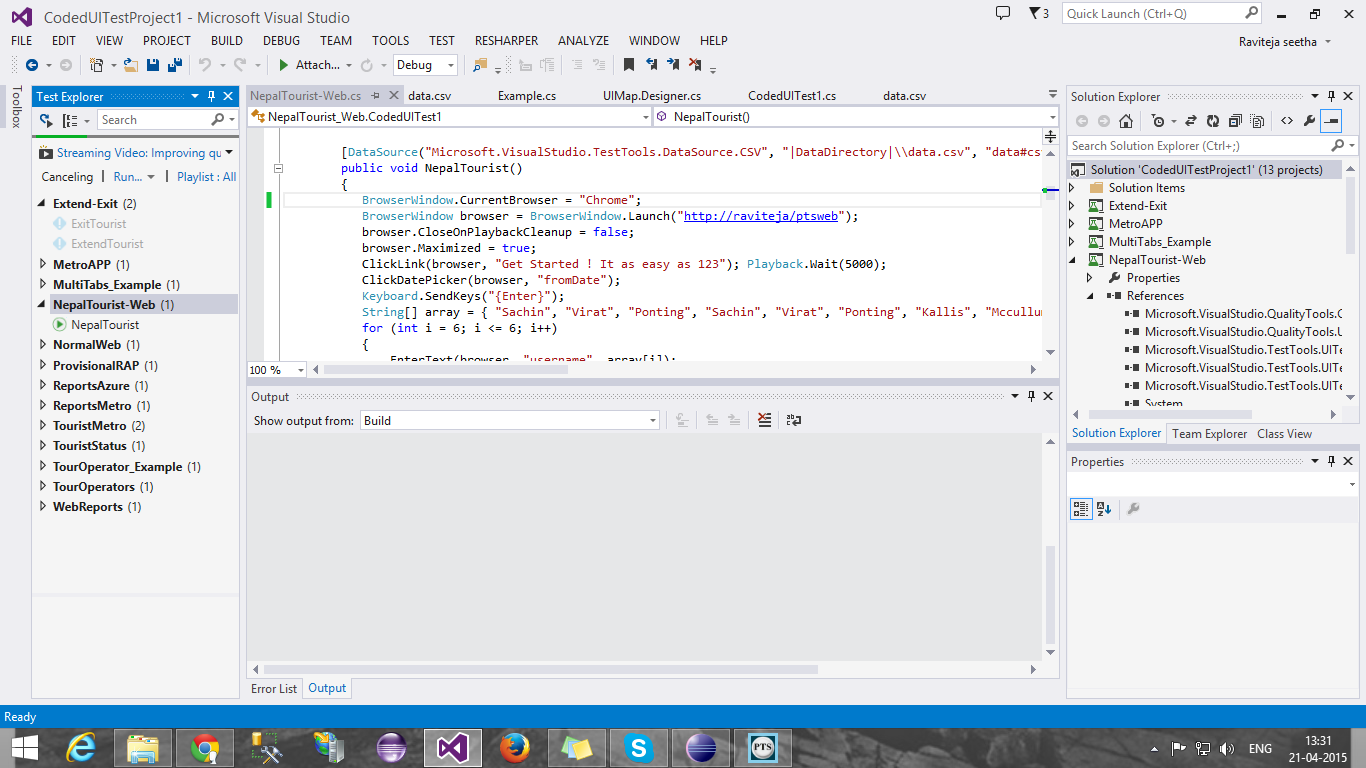 CodedUITestProject1 - Microsoft Visual Studio
3
Quick Launch (Ctrl+Q)
FILE EDIT VIEW PROJECT BUILD DEBUG TEAM TOOLS TEST RESHARPER ANALYZE WINDOW HELP
Raviteja seetha
Attach...
Debug
Toolbox
Test Explorer
Search
Streaming Video: Improving qu
Canceling | Run... | Playlist : All
Extend-Exit (2)
ExitTourist
ExtendTourist
MetroAPP (1)
MultiTabs_Example (1)
NepalTourist-Web (1)
NepalTourist
NormalWeb (1)
ProvisionalRAP (1)
ReportsAzure (1)
ReportsMetro (1)
TouristMetro (2)
TouristStatus (1)
TourOperator_Example (1)
TourOperators (1)
WebReports (1)
NepalTourist-Web.cs data.csv Example.cs UIMap.Designer.cs CodedUITest1.cs data.csv
NepalTourist_Web.CodedUITest1
NepalTourist()
[DataSource("Microsoft.VisualStudio.TestTools.DataSource.CSV", "|DataDirectory|\\data.csv", "data#cs
public void NepalTourist()
{
BrowserWindow.CurrentBrowser = "Chrome";
BrowserWindow browser = BrowserWindow.Launch("http://raviteja/ptsweb");
browser.CloseOnPlaybackCleanup = false;
browser.Maximized = true;
ClickLink(browser, "Get Started ! It as easy as 123"); Playback.Wait(5000);
ClickDatePicker(browser, "fromDate");
Keyboard.SendKeys("{Enter}");
String[] array = { "Sachin", "Virat", "Ponting", "Sachin", "Virat", "Ponting", "Kallis", "Mccullum
for (int i = 6; i <= 6; i++)
{
EnterText(browser, "username", array[i]);
100 %
Output
Show output from: Build
Error List Output
Solution Explorer
Search Solution Explorer (Ctrl+;)
Solution 'CodedUITestProject1' (13 projects)
Solution Items
Extend-Exit
MetroAPP
MultiTabs_Example
NepalTourist-Web
Properties
References
Microsoft.VisualStudio.QualityTools.C
Microsoft.VisualStudio.QualityTools.U
Microsoft.VisualStudio.TestTools.UITe
Microsoft.VisualStudio.TestTools.UITe
Microsoft.VisualStudio.TestTools.UITe
System
Solution Explorer Team Explorer Class View
Properties
Ready
PTS
ENG
13:31
21-04-2015